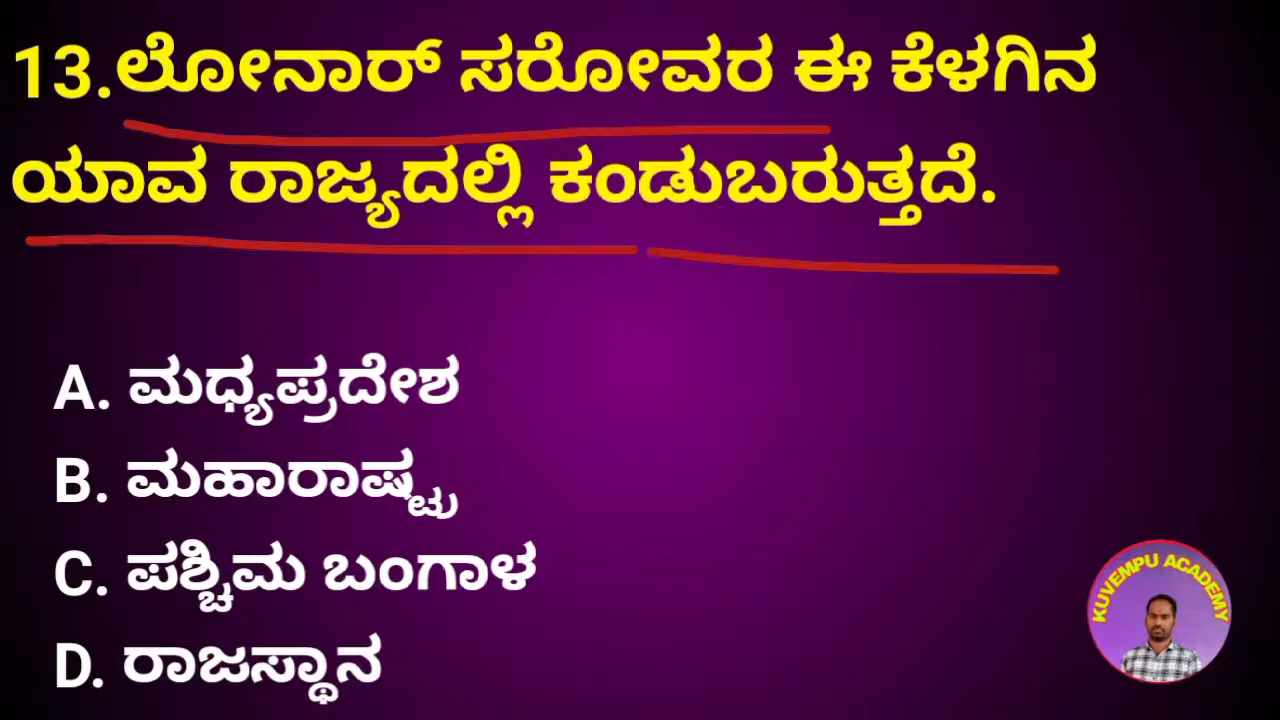 13.ಲೋನಾರ್ ಸರೋವರ ಈ ಕೆಳಗಿನ
ಯಾವ ರಾಜ್ಯದಲ್ಲಿ ಕಂಡುಬರುತ್ತದೆ.
A. ಮಧ್ಯಪ್ರದೇಶ
B. ಮಹಾರಾಷ್ಟ್ರ
C. ಪಶ್ಚಿಮ ಬಂಗಾಳ
D. ರಾಜಸ್ಥಾನ
KUVEMPU ACADEMY